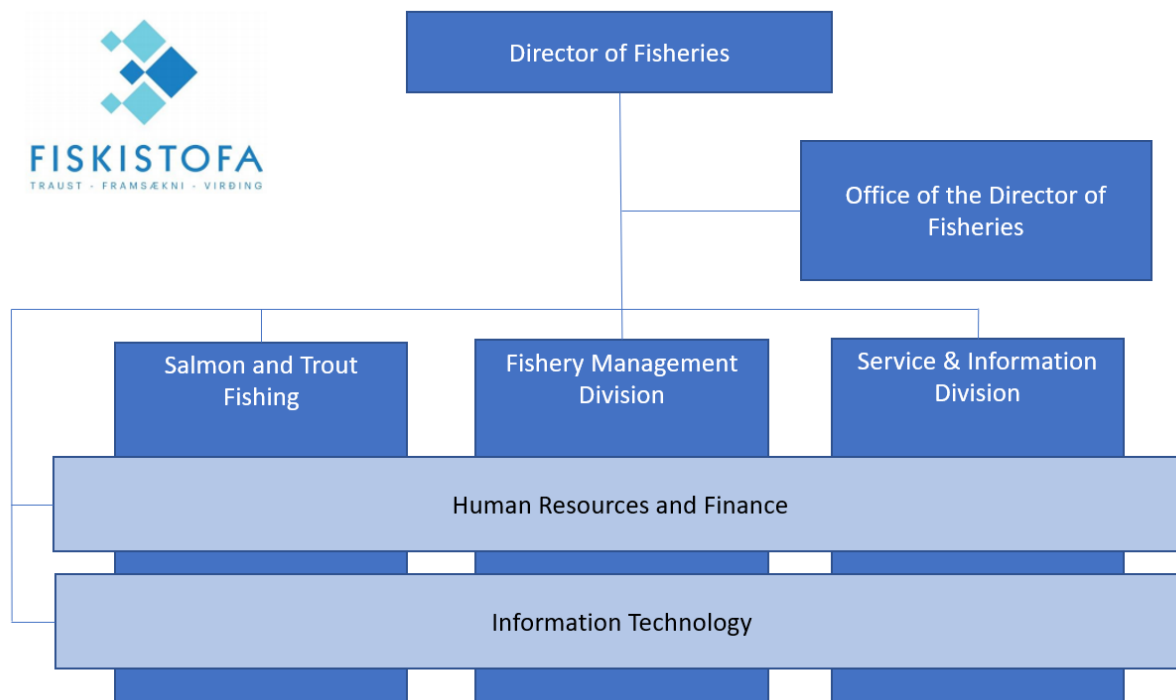 FISKISTOFA
TRAUST - FRAMSÆKNI - VIRÐING
Director of Fisheries
Office of the Director of
Fisheries
Salmon and Trout
Fishing
Fishery Management
Division
Service & Information
Division
Human Resources and Finance
Information Technology